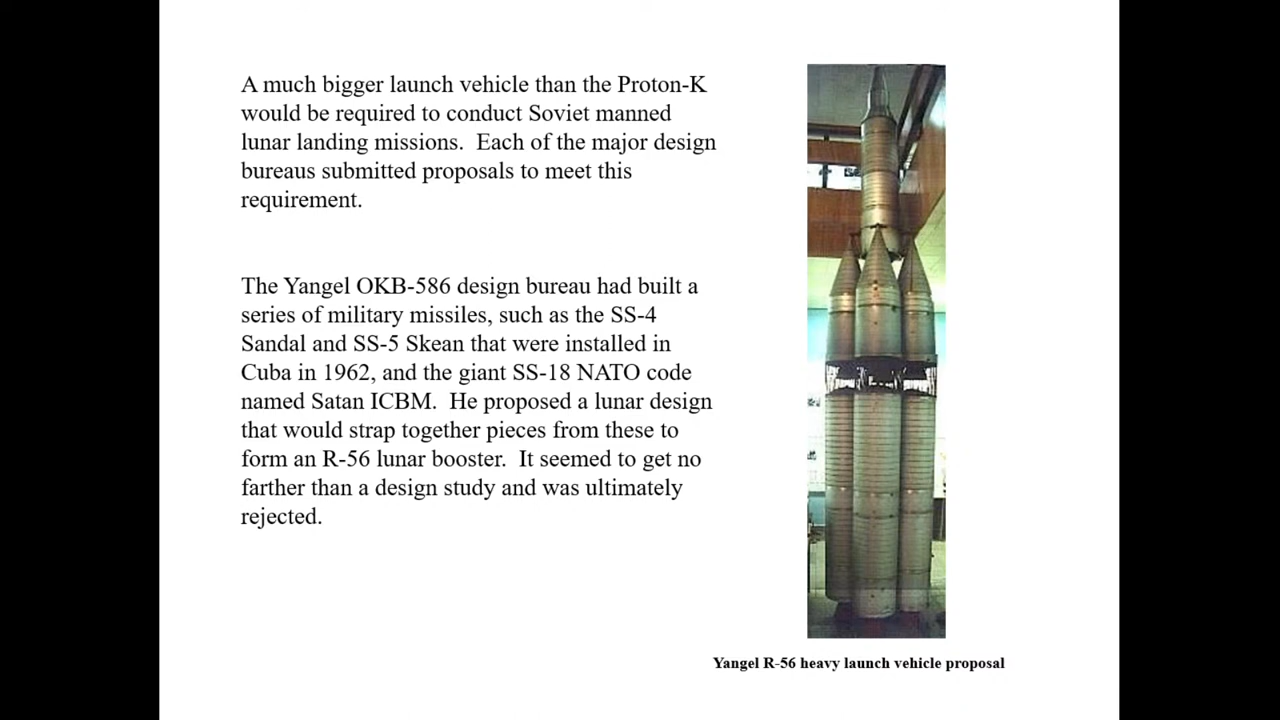 A much bigger launch vehicle than the Proton-K
would be required to conduct Soviet manned
lunar landing missions.  Each of the major design
bureaus submitted proposals to meet this
requirement.
The Yangel OKB-586 design bureau had built a
series of military missiles, such as the SS-4
Sandal and SS-5 Skean that were installed in
Cuba in 1962, and the giant SS-18 NATO code
named Satan ICBM.  He proposed a lunar design
that would strap together pieces from these to
form an R-56 lunar booster.  It seemed to get no
farther than a design study and was ultimately
rejected.
Yangel R-56 heavy launch vehicle proposal